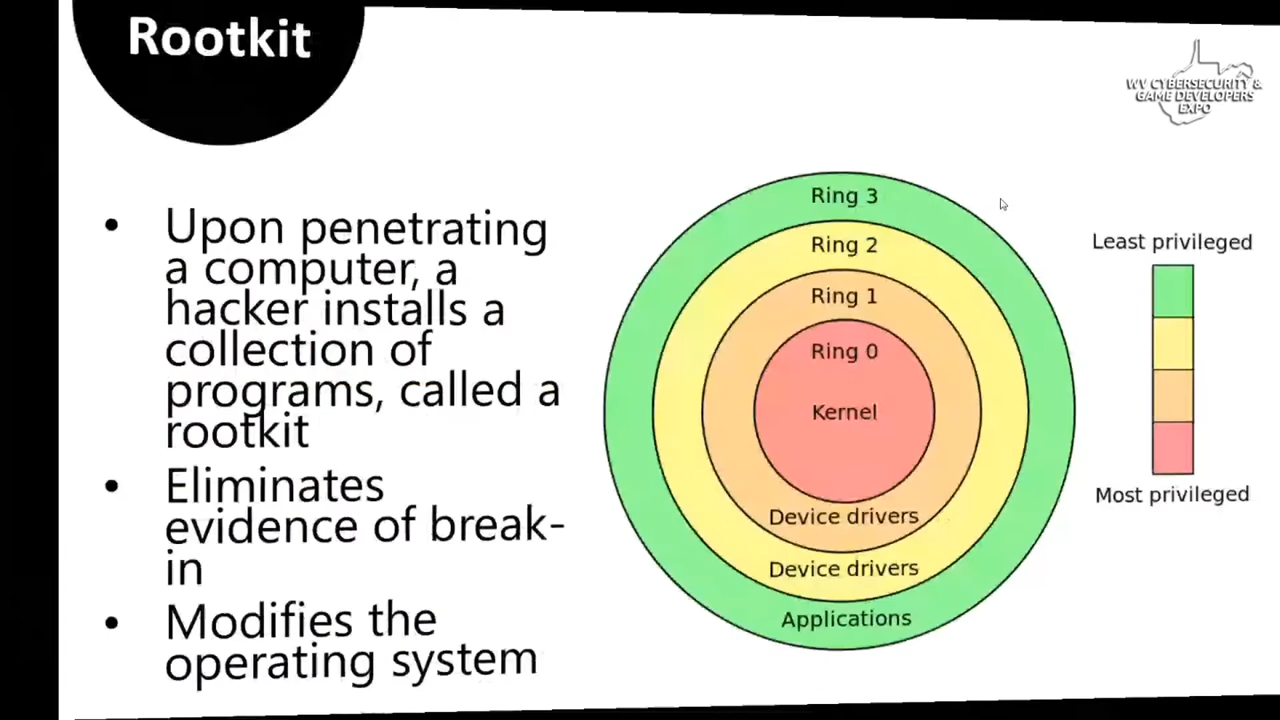 Rootkit
WV CYBERSECURITY &
GAME DEVELOPERS
EXPO
• Upon penetrating
a computer, a
hacker installs a
collection of
programs, called a
rootkit
• Eliminates
evidence of break-
in
• Modifies the
operating system
Ring 3
Ring 2
Ring 1
Ring 0
Kernel
Device drivers
Device drivers
Applications
Least privileged
Most privileged